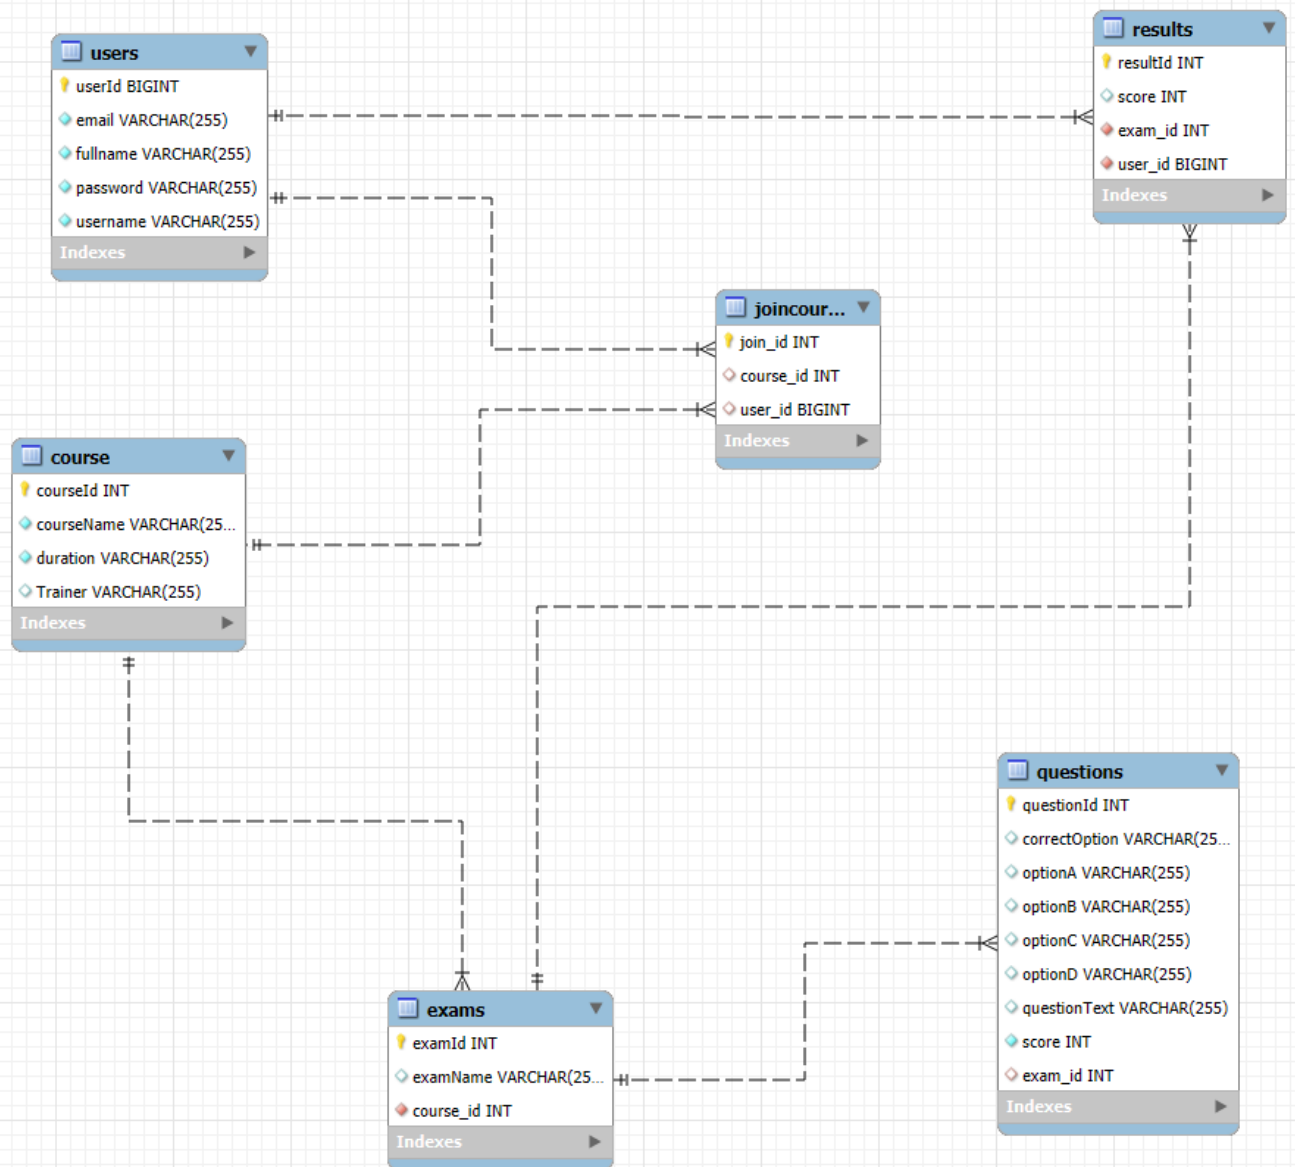 users
userId BIGINT
email VARCHAR(255)
fullname VARCHAR(255)
password VARCHAR(255)
username VARCHAR(255)
Indexes
results
resultId INT
score INT
exam_id INT
user_id BIGINT
Indexes
joincour...
join_id INT
course_id INT
user_id BIGINT
Indexes
course
courseId INT
courseName VARCHAR(25...
duration VARCHAR(255)
Trainer VARCHAR(255)
Indexes
questions
questionId INT
correctOption VARCHAR(25...
optionA VARCHAR(255)
optionB VARCHAR(255)
optionC VARCHAR(255)
optionD VARCHAR(255)
questionText VARCHAR(255)
score INT
exam_id INT
Indexes
exams
examId INT
examName VARCHAR(25...
course_id INT
Indexes